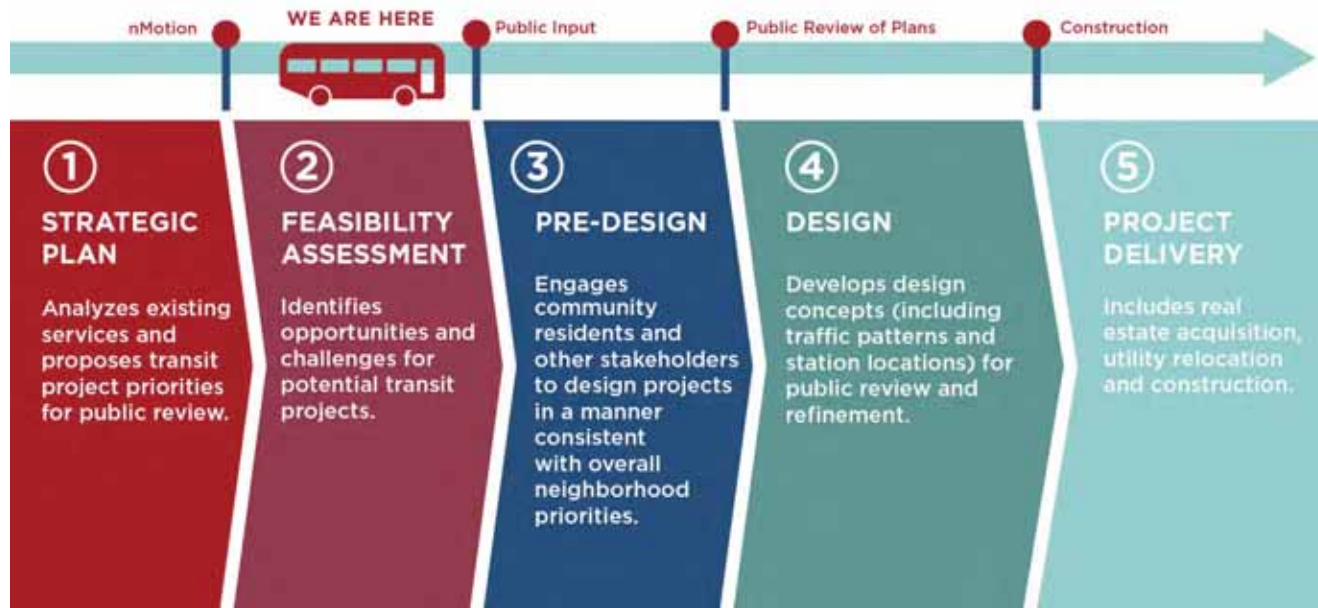 WE ARE HERE
nMotion
Public Input
Public Review of Plans
Construction
1
STRATEGIC
PLAN
Analyzes existing
services and
proposes transit
project priorities
for public review.
2
FEASIBILITY
ASSESSMENT
Identifies
opportunities and
challenges for
potential transit
projects.
3
PRE-DESIGN
Engages
community
residents and
other stakeholders
to design projects
in a manner
consistent
with overall
neighborhood
priorities.
4
DESIGN
Develops design
concepts (including
traffic patterns and
station locations) for
public review and
refinement.
5
PROJECT
DELIVERY
Includes real
estate acquisition,
utility relocation
and construction.